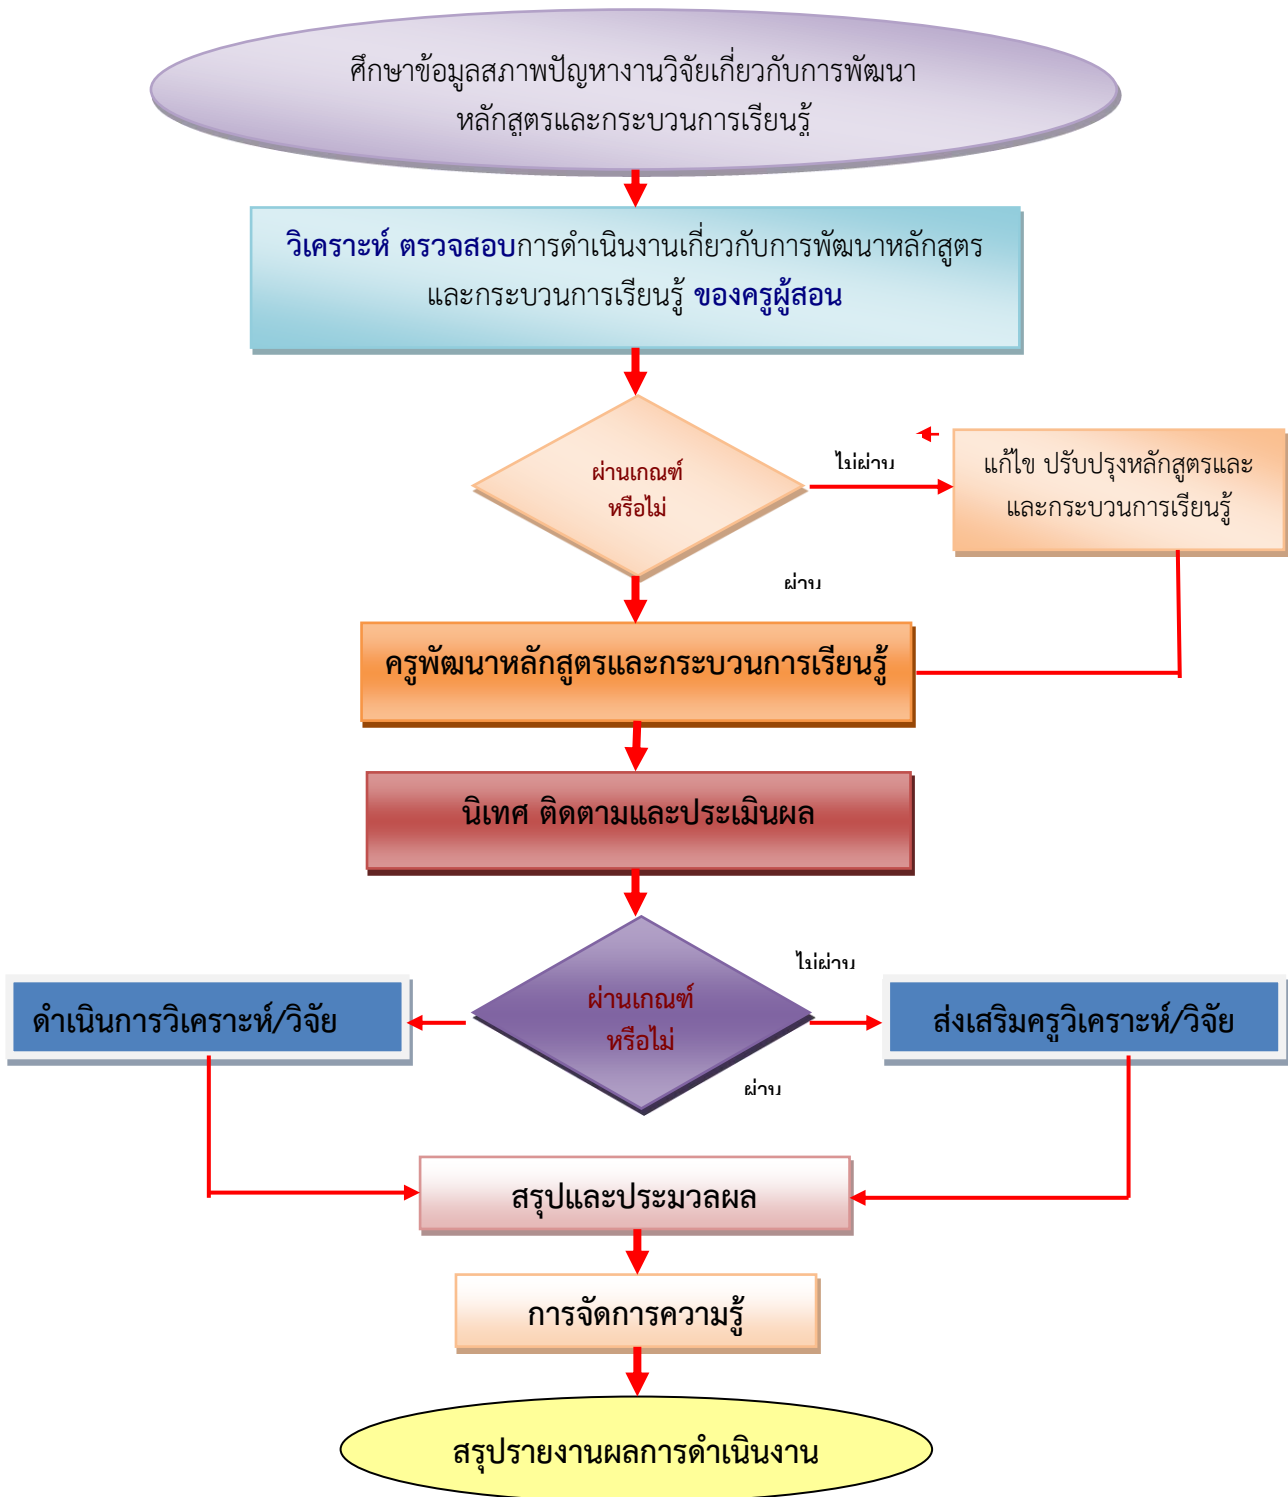 ศึกษาข้อมูลสภาพปัญหางานวิจัยเกี่ยวกับการพัฒนา
หลักสูตรและกระบวนการเรียนรู้
วิเคราะห์ ตรวจสอบการดำเนินงานเกี่ยวกับการพัฒนาหลักสูตร
และกระบวนการเรียนรู้ ของครูผู้สอน
ผ่านเกณฑ์
หรือไม่
ไม่ผ่าน
แก้ไข ปรับปรุงหลักสูตรและ
และกระบวนการเรียนรู้
ผ่าน
ครูพัฒนาหลักสูตรและกระบวนการเรียนรู้
นิเทศ ติดตามและประเมินผล
ไม่ผ่าน
ดำเนินการวิเคราะห์/วิจัย
ผ่านเกณฑ์
หรือไม่
ส่งเสริมครูวิเคราะห์/วิจัย
ผ่าน
สรุปและประมวลผล
การจัดการความรู้
สรุปรายงานผลการดำเนินงาน